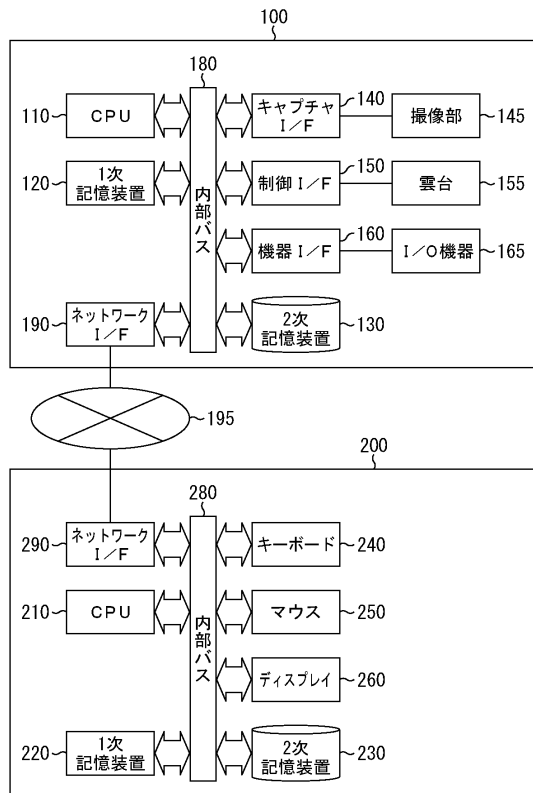 100
180
110
CPU
キャプチャ
I/F
140
撮像部
145
120
1次
記憶装置
内部バス
制御I/F
150
雲台
155
機器I/F
160
I/O機器
165
190
ネットワーク
I/F
2次
記憶装置
130
195
200
280
290
ネットワーク
I/F
キーボード
240
210
CPU
内部バス
マウス
250
ディスプレイ
260
220
1次
記憶装置
2次
記憶装置
230